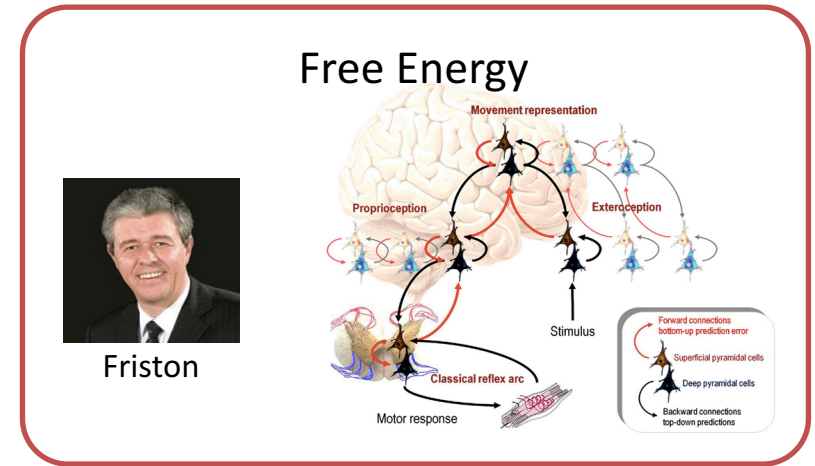 Free Energy
Movement representation
Proprioception
Exteroception
Friston
Stimulus
Classical reflex arc
Motor response
Forward connections
bottom-up prediction error
Superficial pyramidal cells
Deep pyramidal cells
Backward connections
top-down predictions